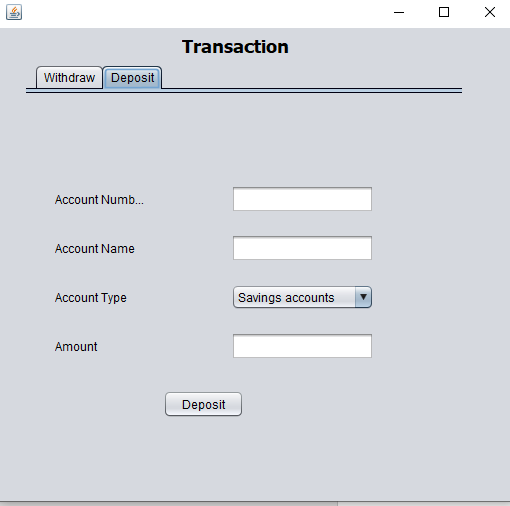 Transaction
Withdraw Deposit
Account Numb...
Account Name
Account Type Savings accounts
Amount
Deposit